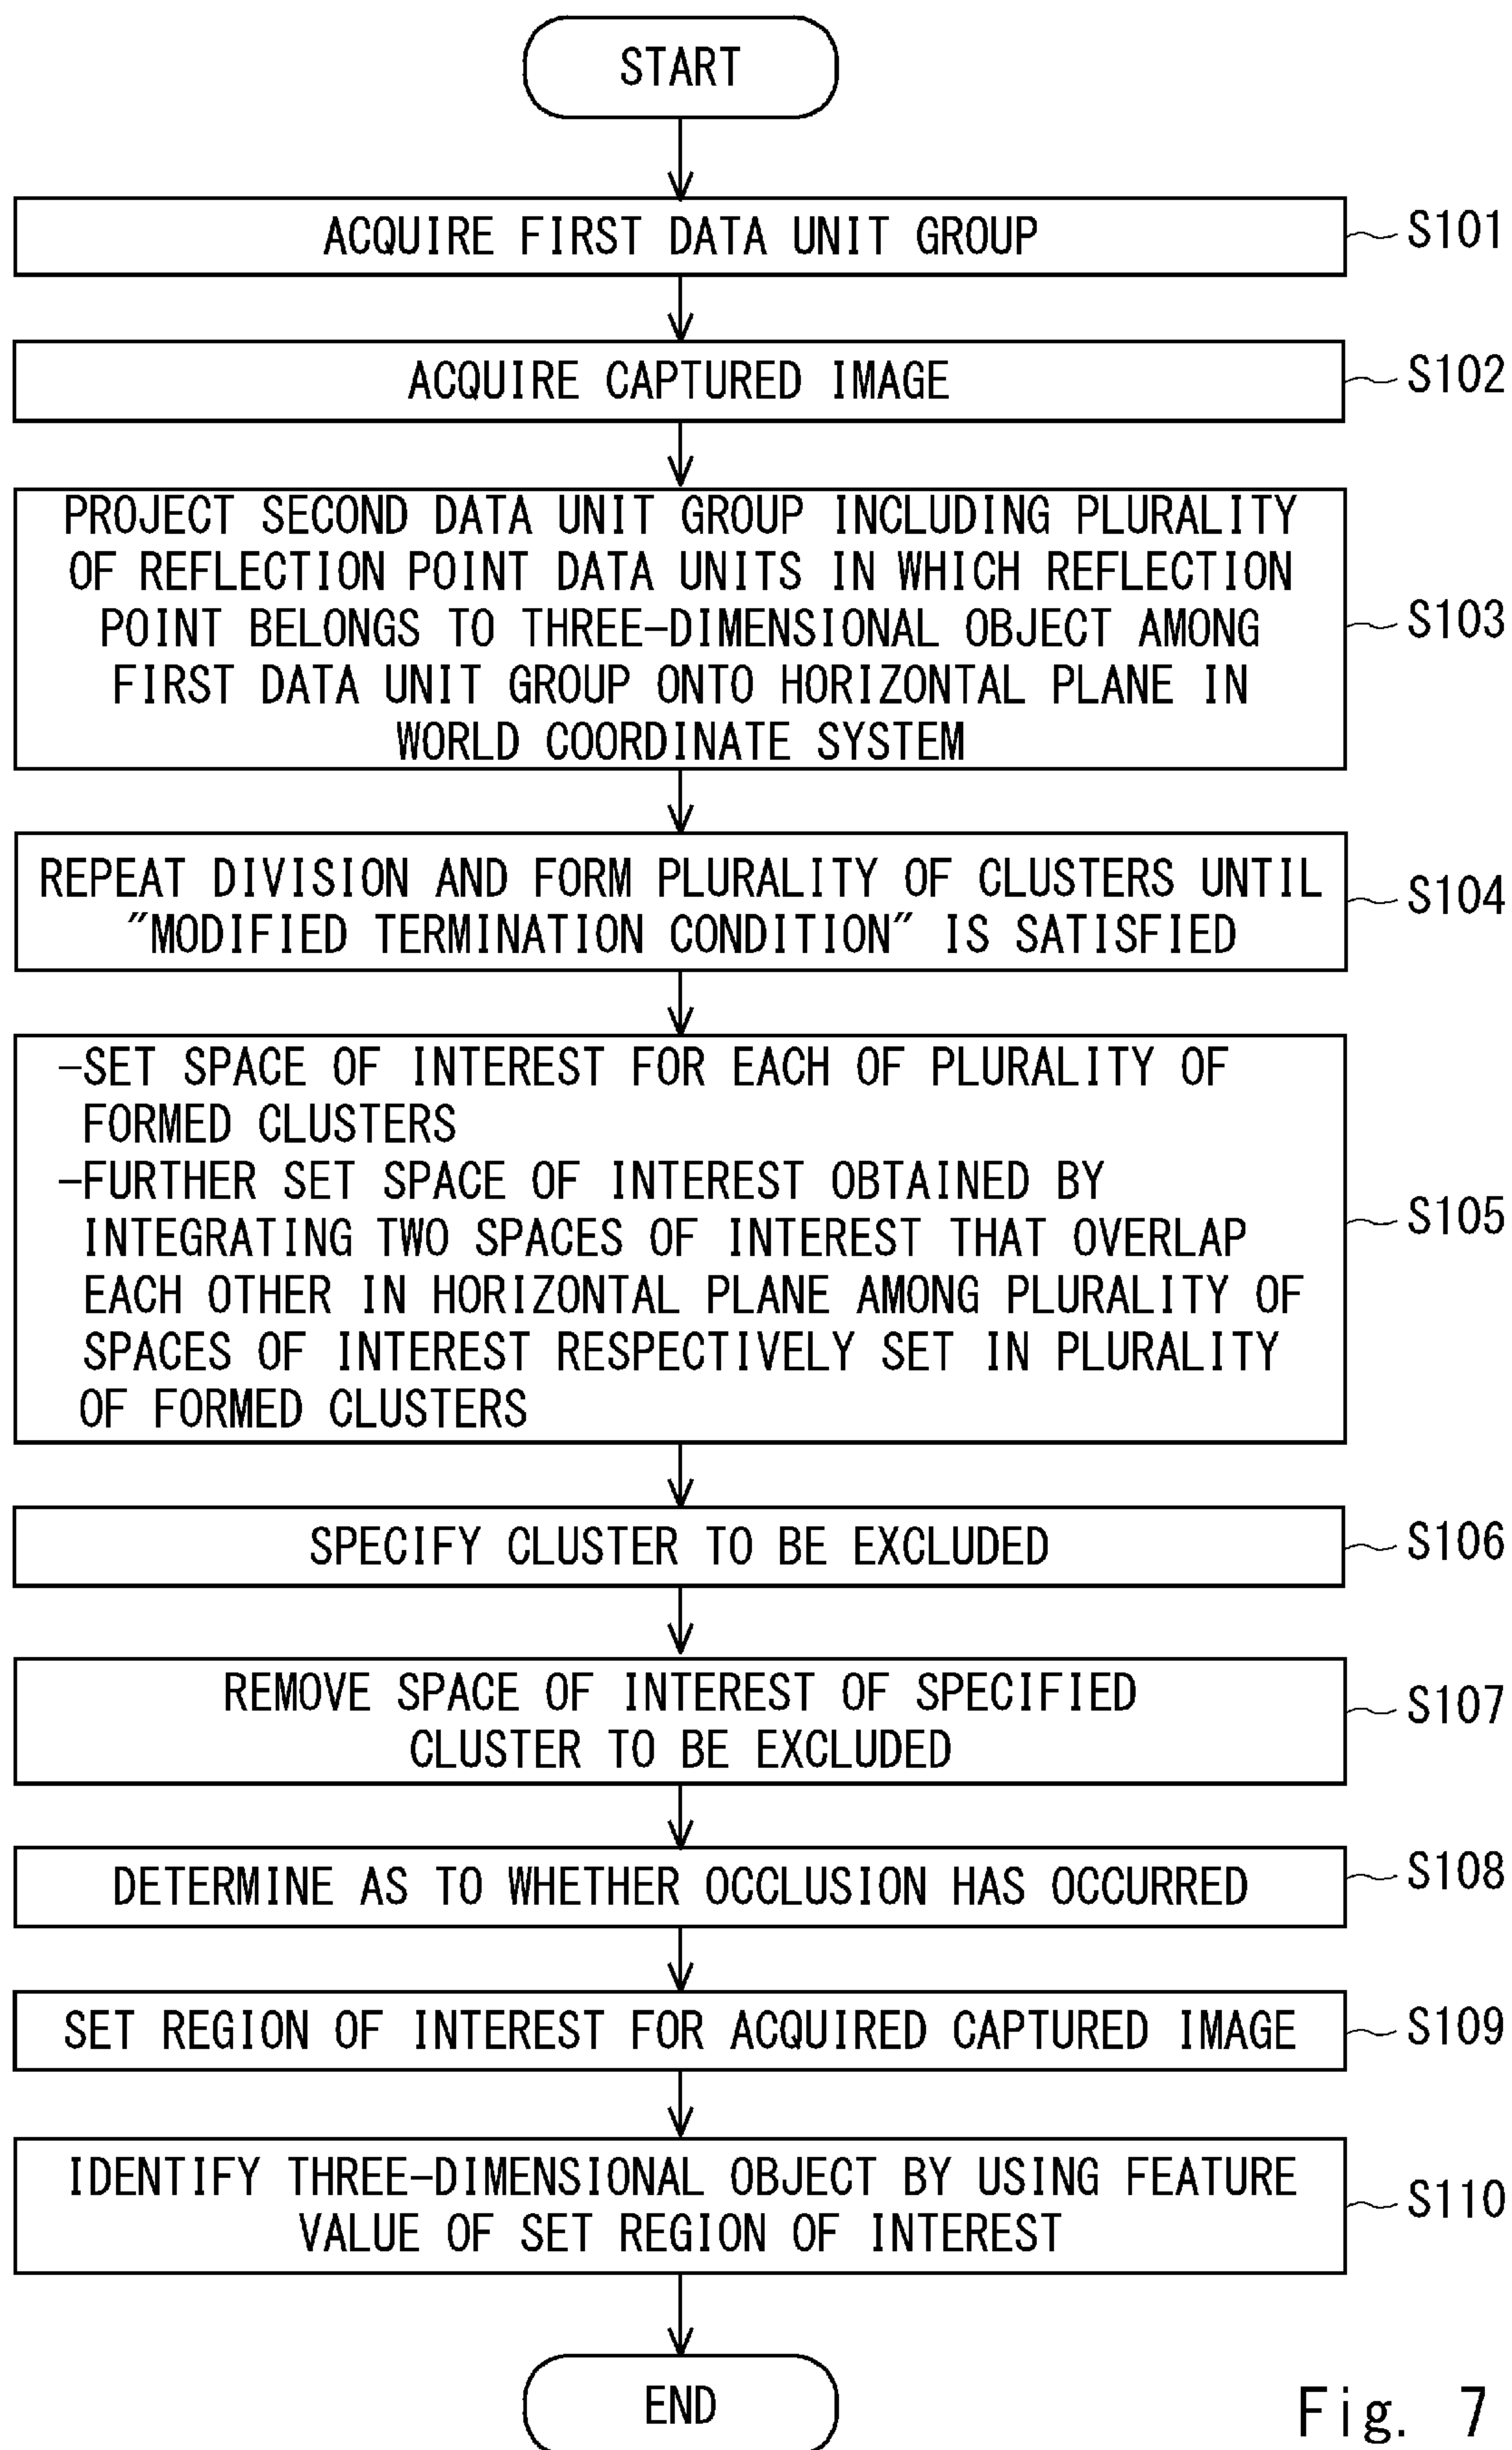 START
ACQUIRE FIRST DATA UNIT GROUP
S101
ACQUIRE CAPTURED IMAGE
S102
PROJECT SECOND DATA UNIT GROUP INCLUDING PLURALITY
OF REFLECTION POINT DATA UNITS IN WHICH REFLECTION
POINT BELONGS TO THREE-DIMENSIONAL OBJECT AMONG
FIRST DATA UNIT GROUP ONTO HORIZONTAL PLANE IN
WORLD COORDINATE SYSTEM
S103
REPEAT DIVISION AND FORM PLURALITY OF CLUSTERS UNTIL
"MODIFIED TERMINATION CONDITION" IS SATISFIED
S104
-SET SPACE OF INTEREST FOR EACH OF PLURALITY OF
FORMED CLUSTERS
-FURTHER SET SPACE OF INTEREST OBTAINED BY
INTEGRATING TWO SPACES OF INTEREST THAT OVERLAP
EACH OTHER IN HORIZONTAL PLANE AMONG PLURALITY OF
SPACES OF INTEREST RESPECTIVELY SET IN PLURALITY
OF FORMED CLUSTERS
S105
SPECIFY CLUSTER TO BE EXCLUDED
S106
REMOVE SPACE OF INTEREST OF SPECIFIED
CLUSTER TO BE EXCLUDED
S107
DETERMINE AS TO WHETHER OCCLUSION HAS OCCURRED
S108
SET REGION OF INTEREST FOR ACQUIRED CAPTURED IMAGE
S109
IDENTIFY THREE-DIMENSIONAL OBJECT BY USING FEATURE
VALUE OF SET REGION OF INTEREST
S110
END
Fig. 7